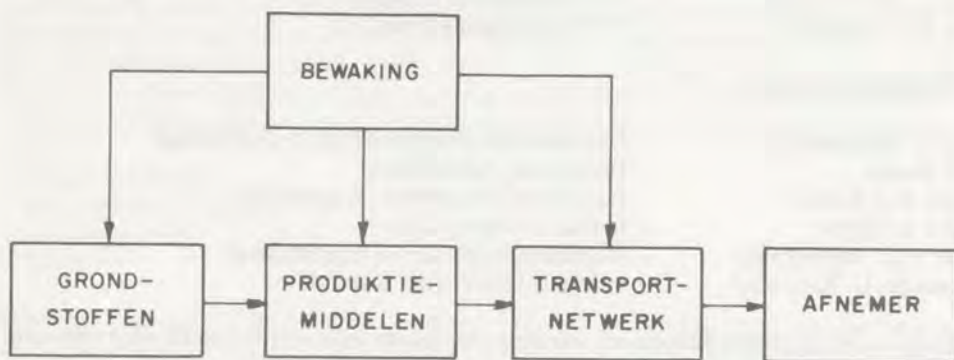 BEWAKING
GROND-
STOFFEN
PRODUKTIE-
MIDDELEN
TRANSPORT-
NETWERK
AFNEMER